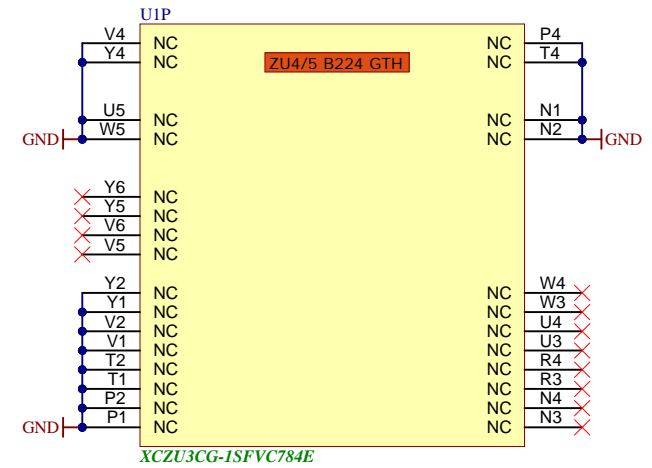 U1P
V4 NC NC P4
Y4 NC ZU4/5 B224 GTH NC T4
U5 NC NC N1
GND W5 NC NC N2 GND
Y6 NC
Y5 NC
V6 NC
V5 NC
Y2 NC NC W4
Y1 NC NC W3
V2 NC NC U4
V1 NC NC U3
T2 NC NC R4
T1 NC NC R3
P2 NC NC N4
GND P1 NC NC N3
XCZU3CG-1SFVC784E